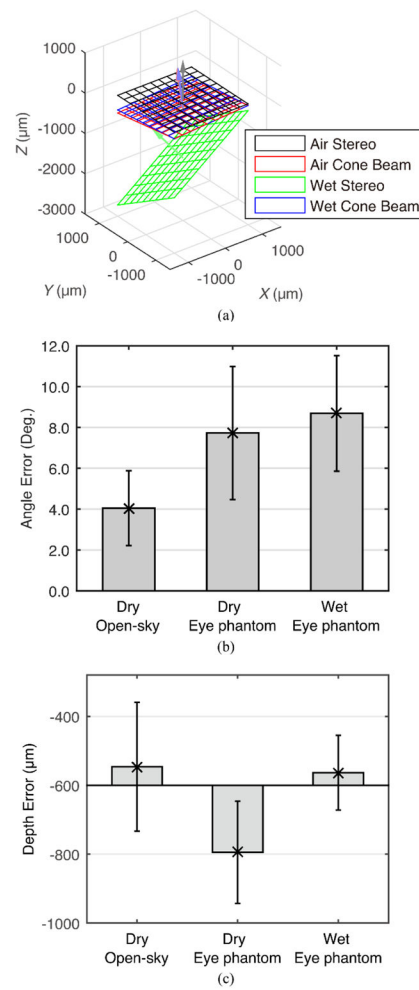 1000
0
-1000
-2000
-3000
Z (µm)
1000
0
-1000
Y (µm)
-1000
0
1000
X (µm)
Air Stereo
Air Cone Beam
Wet Stereo
Wet Cone Beam
(a)
12.0
10.0
8.0
6.0
4.0
2.0
0.0
Angle Error (Deg.)
Dry Dry Wet
Open-sky Eye phantom Eye phantom
(b)
-400
-600
-800
-1000
Depth Error (µm)
Dry Dry Wet
Open-sky Eye phantom Eye phantom
(c)